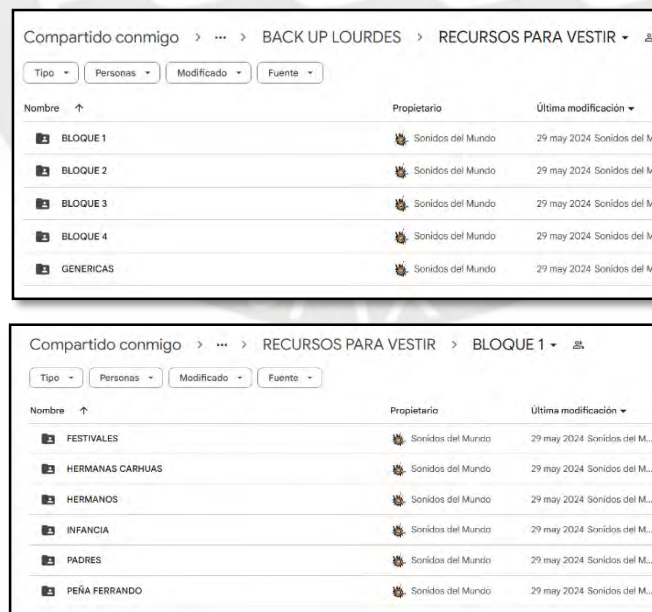 Compartido conmigo > ... > BACK UP LOURDES > RECURSOS PARA VESTIR
Tipo Personas Modificado Fuente
Nombre ↑ Propietario Última modificación
BLOQUE 1 Sonidos del Mundo 29 may 2024 Sonidos del M
BLOQUE 2 Sonidos del Mundo 29 may 2024 Sonidos del M
BLOQUE 3 Sonidos del Mundo 29 may 2024 Sonidos del M
BLOQUE 4 Sonidos del Mundo 29 may 2024 Sonidos del M
GENERICAS Sonidos del Mundo 29 may 2024 Sonidos del M
Compartido conmigo > ... > RECURSOS PARA VESTIR > BLOQUE 1
Tipo Personas Modificado Fuente
Nombre ↑ Propietario Última modificación
FESTIVALES Sonidos del Mundo 29 may 2024 Sonidos del M...
HERMANAS CARHUAS Sonidos del Mundo 29 may 2024 Sonidos del M...
HERMANOS Sonidos del Mundo 29 may 2024 Sonidos del M...
INFANCIA Sonidos del Mundo 29 may 2024 Sonidos del M...
PADRES Sonidos del Mundo 29 may 2024 Sonidos del M...
PEÑA FERRANDO Sonidos del Mundo 29 may 2024 Sonidos del M...